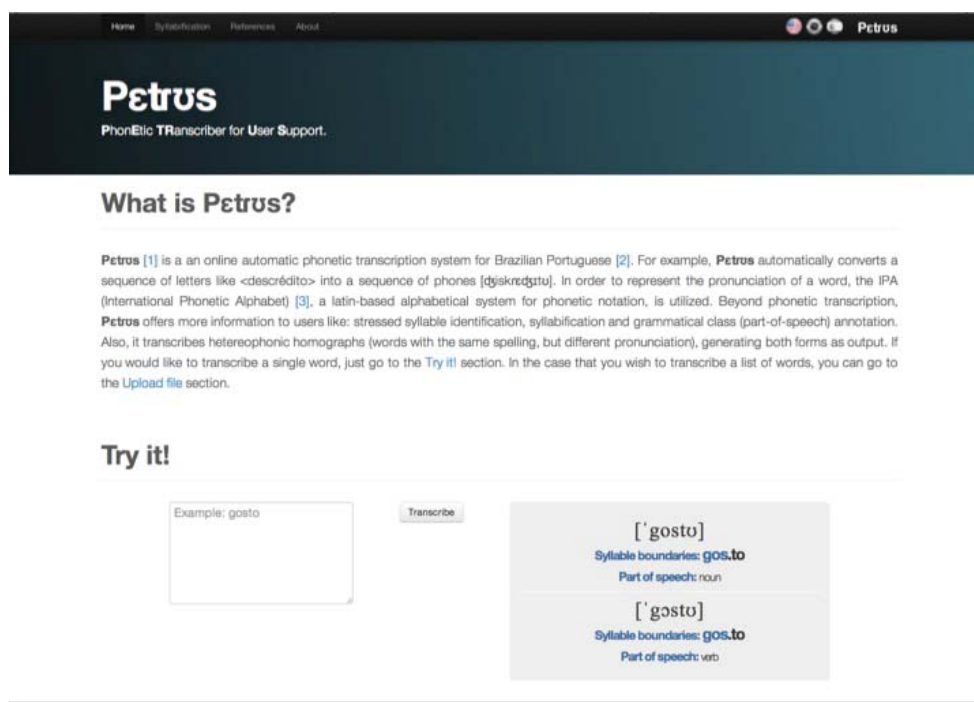 Home Syllabification References About Pɛtrʊs
Pɛtrʊs
PhonEtic TRanscriber for User Support.
What is Pɛtrʊs?
Pɛtrʊs [1] is a an online automatic phonetic transcription system for Brazilian Portuguese [2]. For example, Pɛtrʊs automatically converts a
sequence of letters like <descrédito> into a sequence of phones [dʒiskrɛdʒɪtʊ]. In order to represent the pronunciation of a word, the IPA
(International Phonetic Alphabet) [3], a latin-based alphabetical system for phonetic notation, is utilized. Beyond phonetic transcription,
Pɛtrʊs offers more information to users like: stressed syllable identification, syllabification and grammatical class (part-of-speech) annotation.
Also, it transcribes hetereophonic homographs (words with the same spelling, but different pronunciation), generating both forms as output. If
you would like to transcribe a single word, just go to the Try it! section. In the case that you wish to transcribe a list of words, you can go to
the Upload file section.
Try it!
Example: gosto
Transcribe
[ˈgostʊ]
Syllable boundaries: gos.to
Part of speech: noun
[ˈgɔstʊ]
Syllable boundaries: gos.to
Part of speech: verb